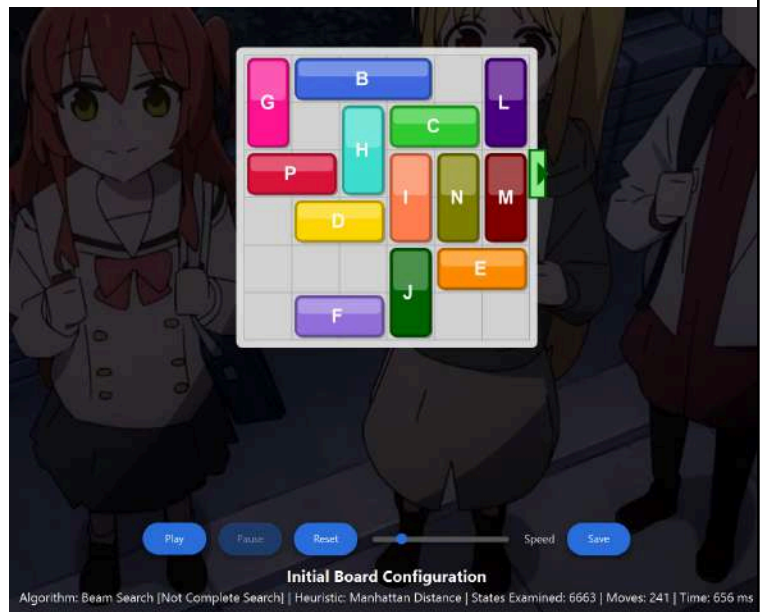 G B L
H C
P I N M
D
J E
F
Play Pause Reset Speed Save
Initial Board Configuration
Algorithm: Beam Search [Not Complete Search] | Heuristic: Manhattan Distance | States Examined: 6663 | Moves: 241 | Time: 656 ms